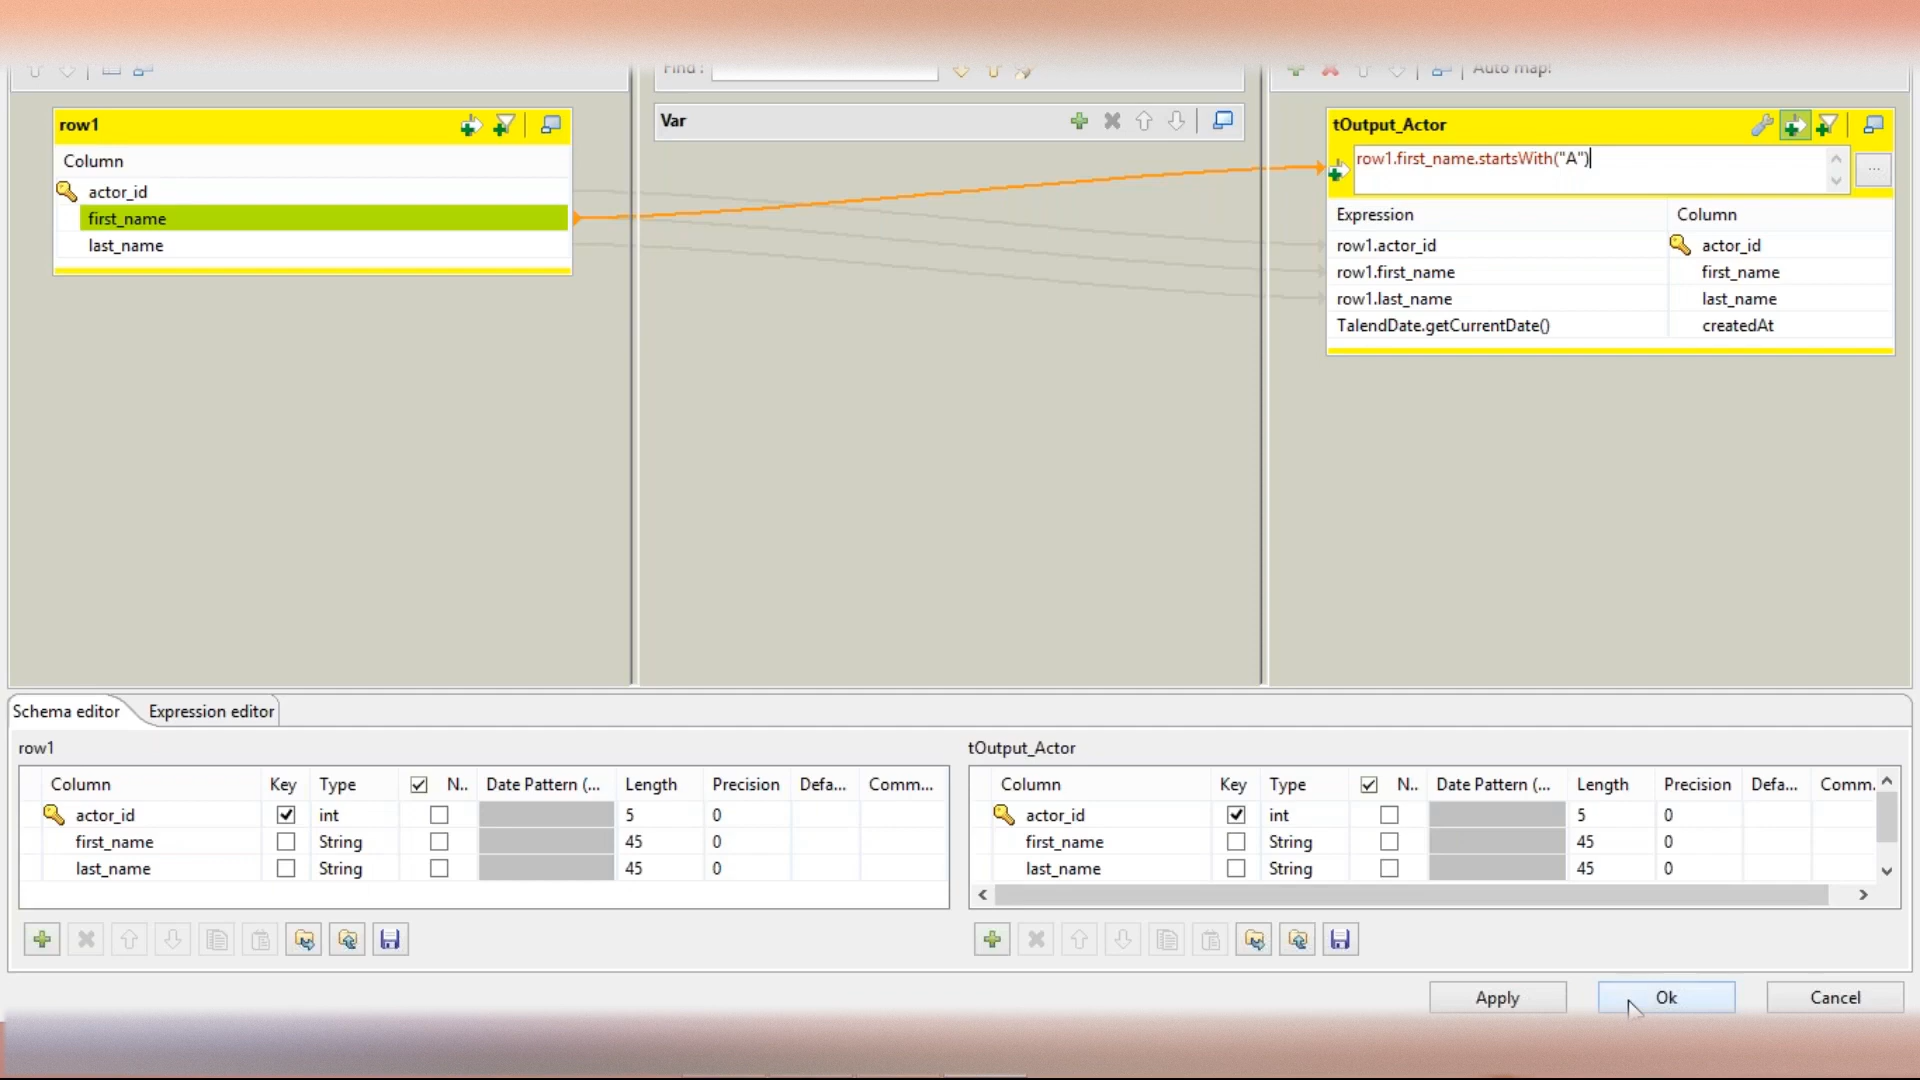 Find :
Auto map!
row1
Column
actor_id
first_name
last_name
Var
tOutput_Actor
row1.first_name.startsWith("A")
...
Expression Column
row1.actor_id actor_id
row1.first_name first_name
row1.last_name last_name
TalendDate.getCurrentDate() createdAt
Schema editor Expression editor
row1
Column Key Type N.. Date Pattern (... Length Precision Defa... Comm...
actor_id int 5 0
first_name String 45 0
last_name String 45 0
tOutput_Actor
Column Key Type N.. Date Pattern (... Length Precision Defa... Comm.
actor_id int 5 0
first_name String 45 0
last_name String 45 0
Apply Ok Cancel